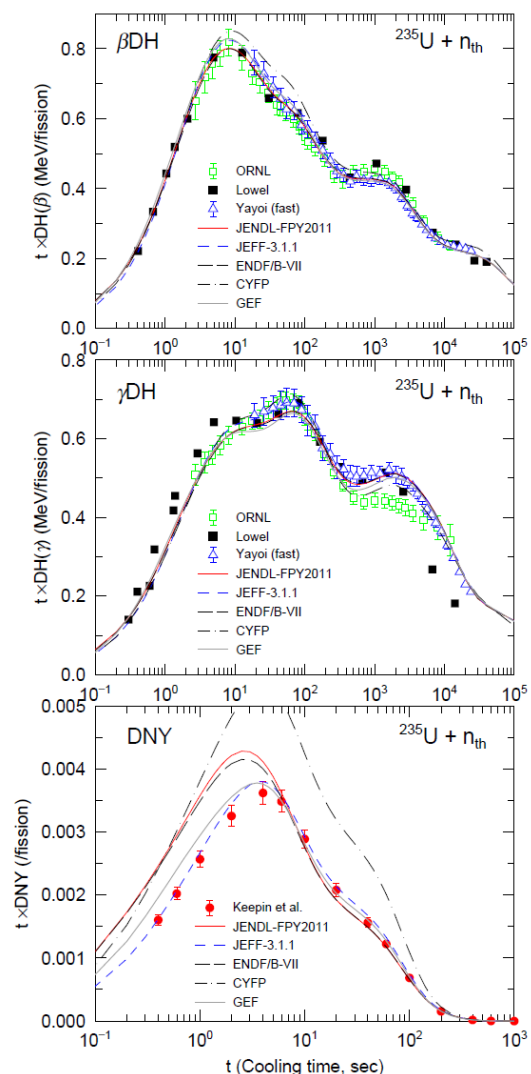 βDH
²³⁵U + nₜₕ
t ×DH(β) (MeV/fission)
0.8
0.6
0.4
0.2
0.0
ORNL
Lowel
Yayoi (fast)
JENDL-FPY2011
JEFF-3.1.1
ENDF/B-VII
CYFP
GEF
10⁻¹ 10⁰ 10¹ 10² 10³ 10⁴ 10⁵
γDH
²³⁵U + nₜₕ
t ×DH(γ) (MeV/fission)
0.8
0.6
0.4
0.2
0.0
ORNL
Lowel
Yayoi (fast)
JENDL-FPY2011
JEFF-3.1.1
ENDF/B-VII
CYFP
GEF
10⁻¹ 10⁰ 10¹ 10² 10³ 10⁴ 10⁵
DNY
²³⁵U + nₜₕ
t ×DNY (/fission)
0.005
0.004
0.003
0.002
0.001
0.000
Keepin et al.
JENDL-FPY2011
JEFF-3.1.1
ENDF/B-VII
CYFP
GEF
10⁻¹ 10⁰ 10¹ 10² 10³
t (Cooling time, sec)